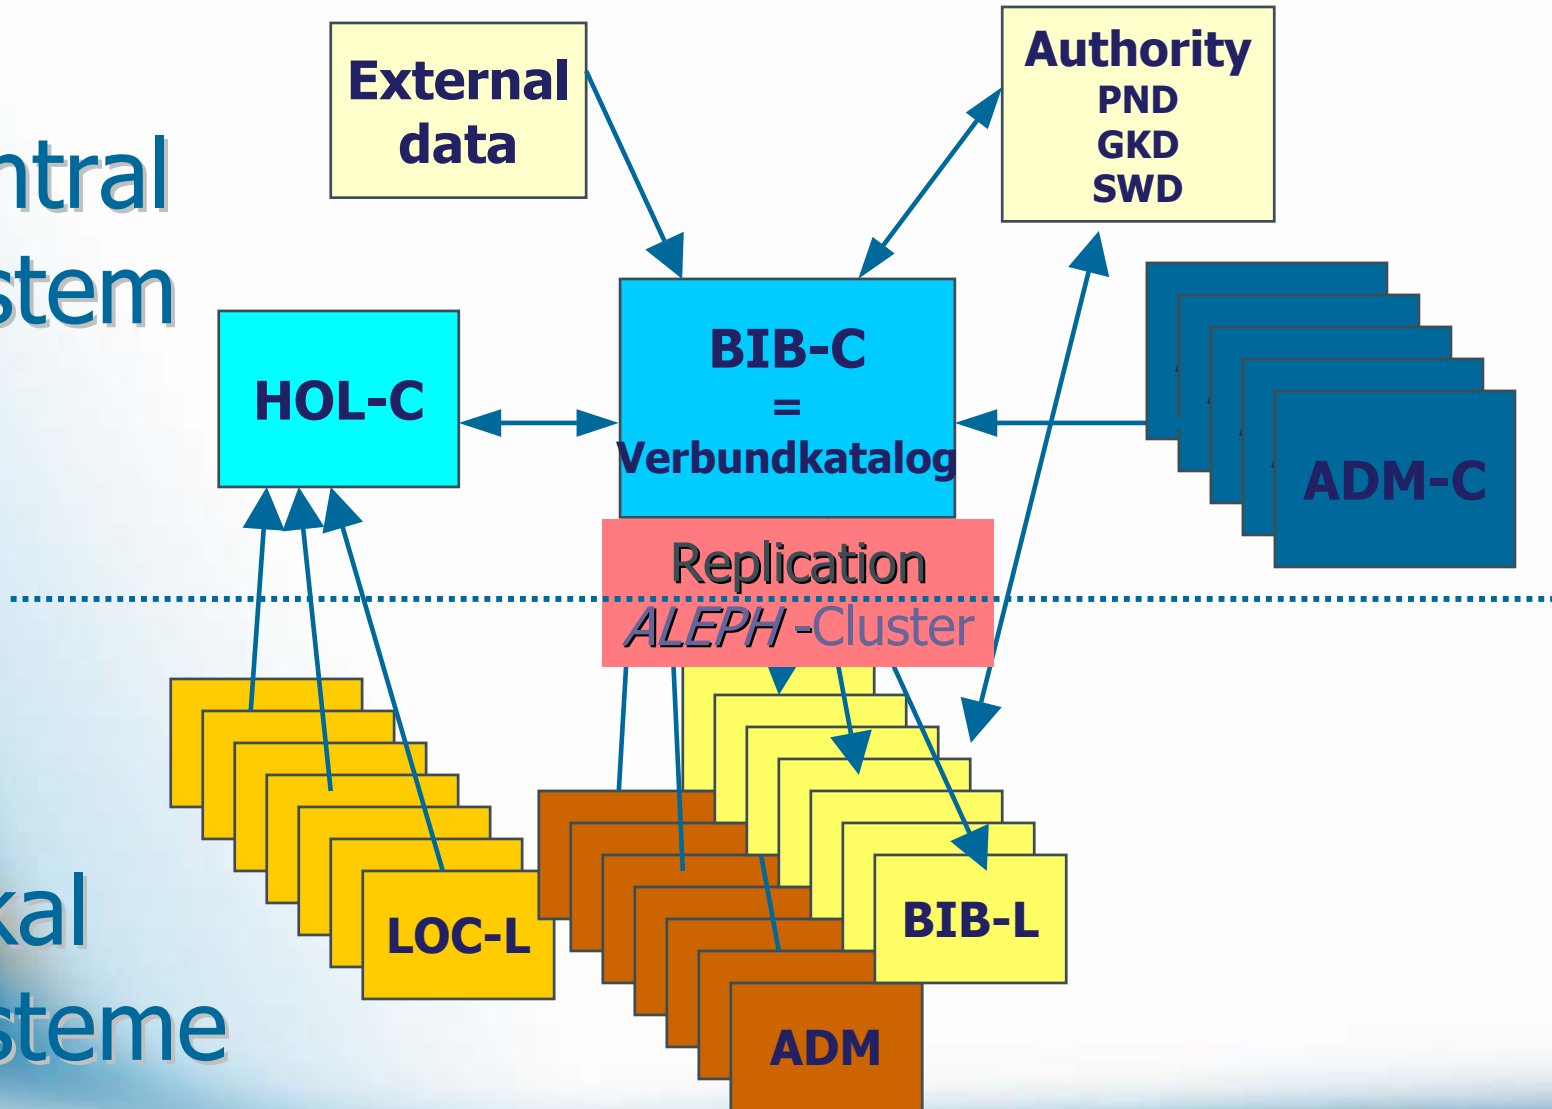 External
data
Authority
PND
GKD
SWD
ntral
stem
HOL-C
BIB-C
=
Verbundkatalog
ADM-C
Replication
ALEPH -Cluster
kal
steme
LOC-L
BIB-L
ADM